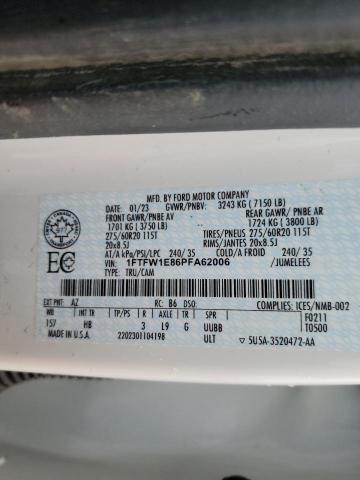 MFD. BY FORD MOTOR COMPANY
DATE: 01/23 GVWR/PNBV: 3243 KG ( 7150 LB)
FRONT GAWR/PNBE AV REAR GAWR/ PNBE AR
1701 KG ( 3750 LB) 1724 KG ( 3800 LB)
275/60R20 115T TIRES/PNEUS 275/60R20 115T
20x8.5J RIMS/JANTES 20x8.5J
AT/A kPa/PSI/LPC 240/ 35 COLD/A FROID 240/ 35
VIN: 1FTFW1E86PFA62006 /JUMELEES
TYPE: TRU/CAM
EC
EXT PNT: AZ RC: B6 DSO: COMPLIES: ICES/NMB-002
WB INT TR TP/PS R AXLE TR SPR F0211
157 HB 3 L9 G UUBB T0500
MADE IN U.S.A. 2202301104198 ULT 5U5A-3520472-AA